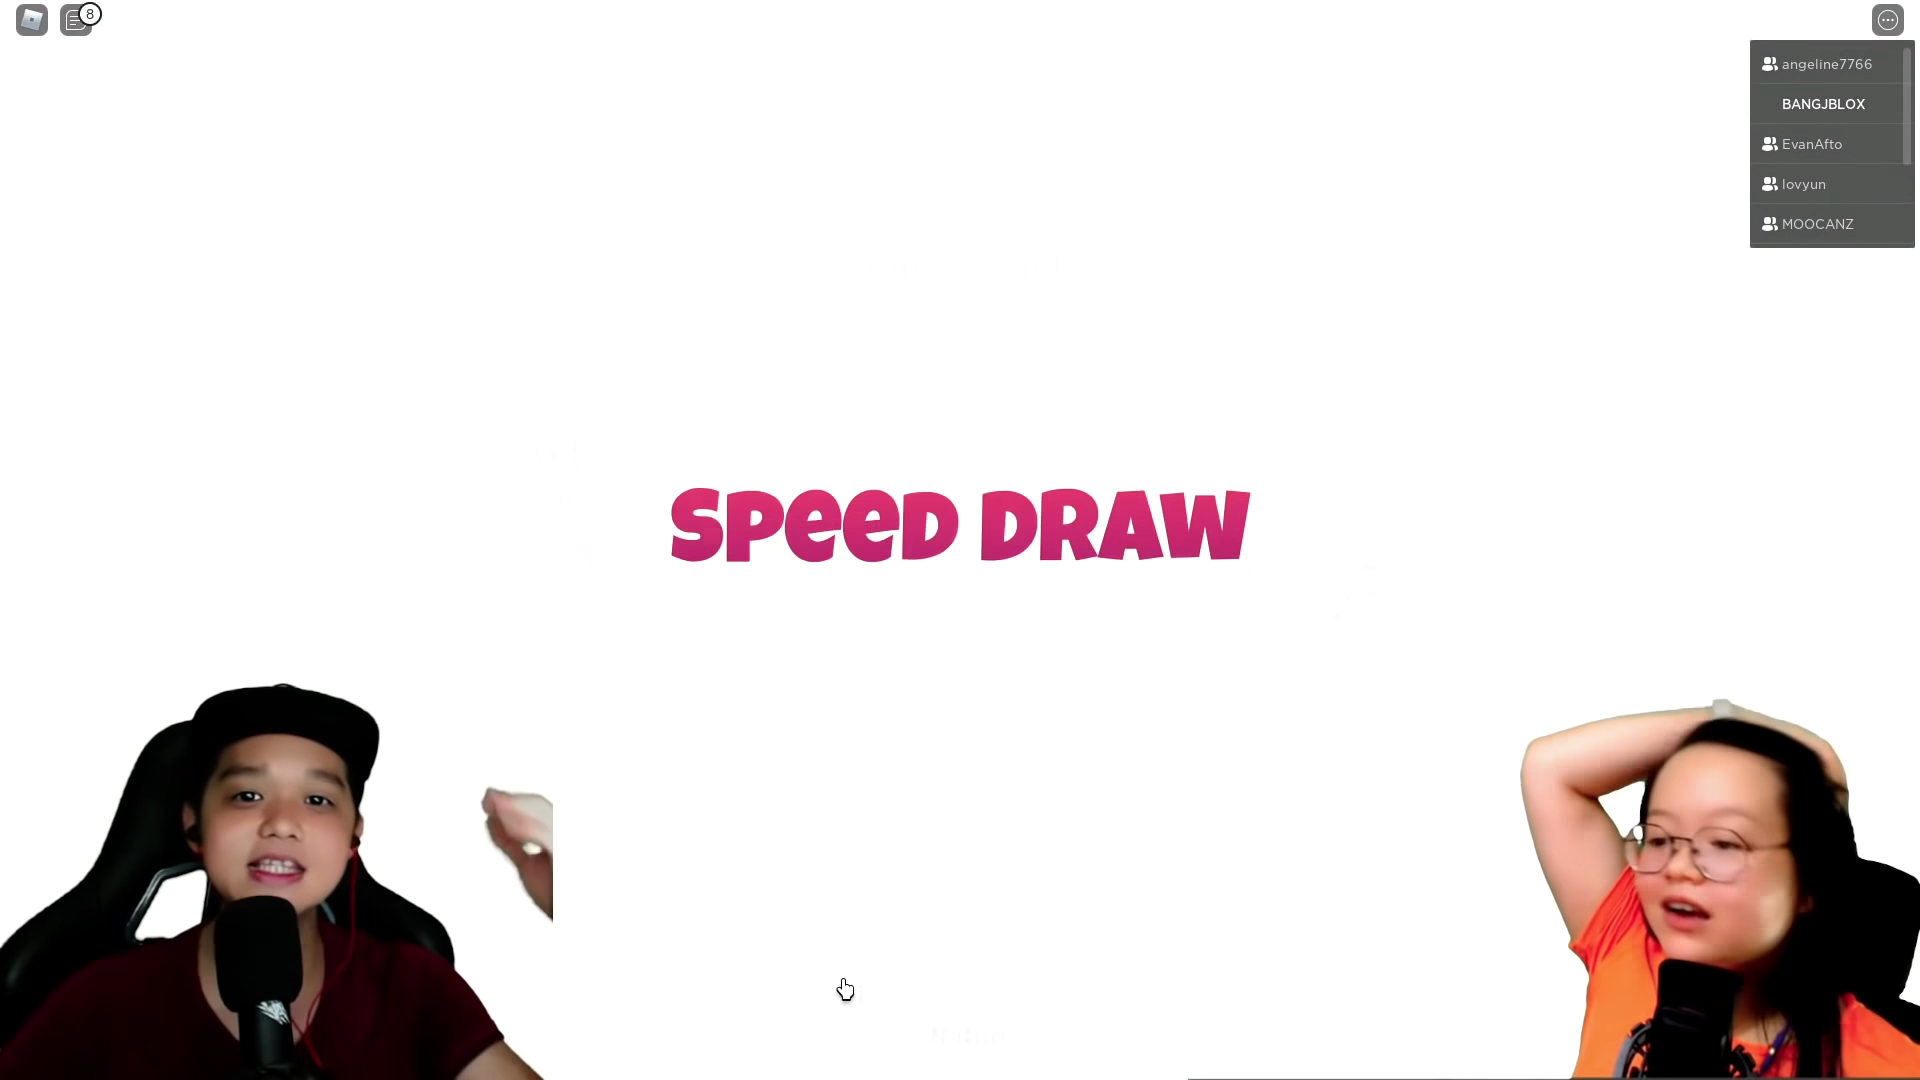 8
angeline7766
BANGJBLOX
EvanAfto
lovyun
MOOCANZ
SPEED DRAW